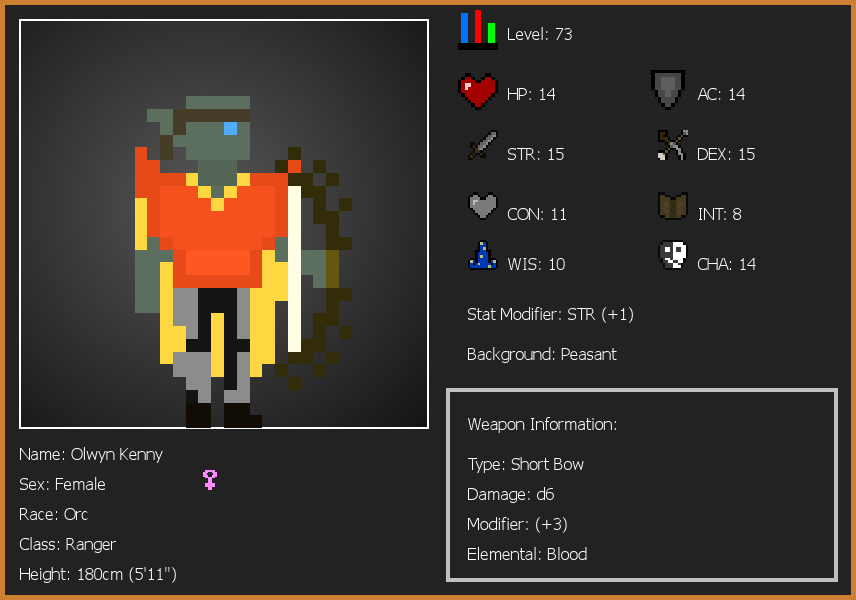 Level: 73
HP: 14
AC: 14
STR: 15
DEX: 15
CON: 11
INT: 8
WIS: 10
CHA: 14
Stat Modifier: STR (+1)
Background: Peasant
Weapon Information:
Type: Short Bow
Damage: d6
Modifier: (+3)
Elemental: Blood
Name: Olwyn Kenny
Sex: Female
Race: Orc
Class: Ranger
Height: 180cm (5'11")